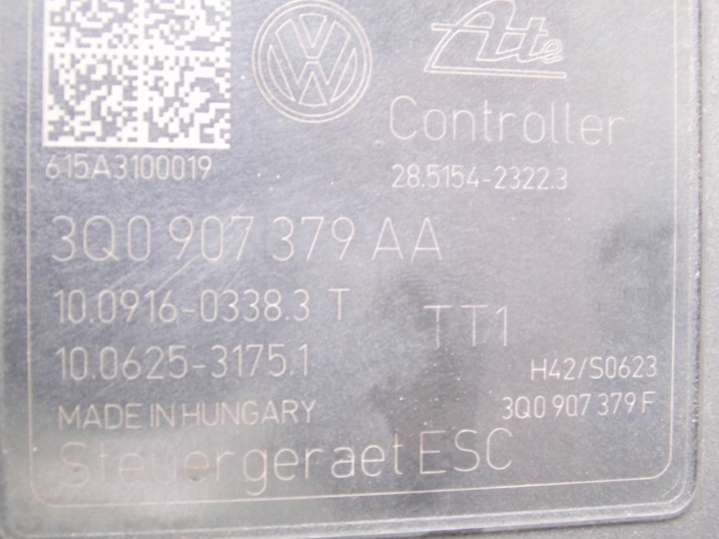 Ate
Controller
615A3100019
28.5154-2322.3
3Q0 907 379 AA
10.0916-0338.3 T
TT1
10.0625-3175.1
H42/S0623
MADE IN HUNGARY
3Q0 907 379 F
Steuergeraet ESC